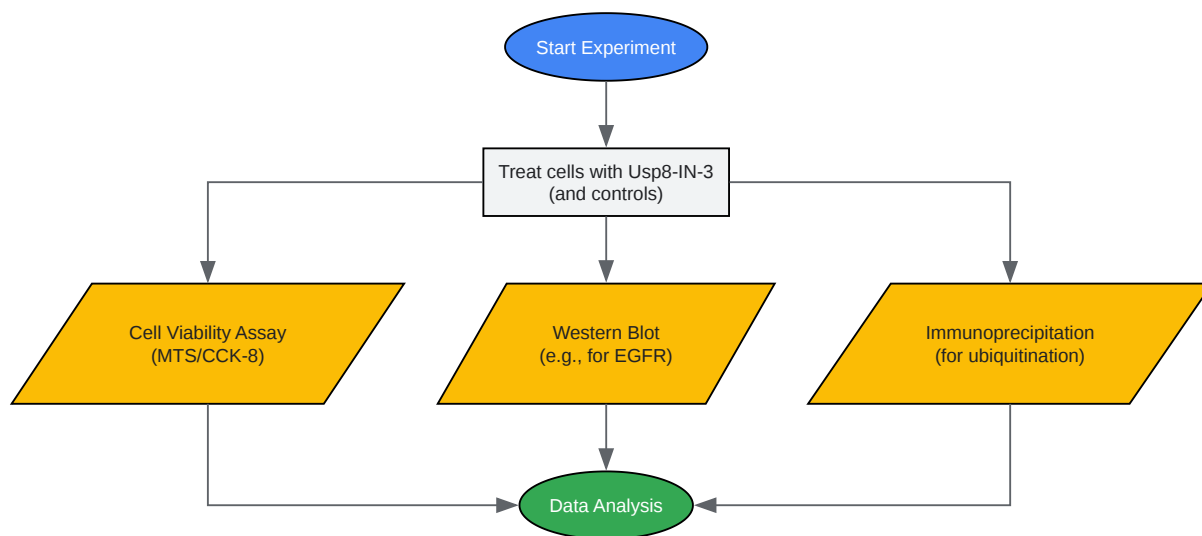 Start Experiment
Treat cells with Usp8-IN-3
(and controls)
Cell Viability Assay
(MTS/CCK-8)
Western Blot
(e.g., for EGFR)
Immunoprecipitation
(for ubiquitination)
Data Analysis